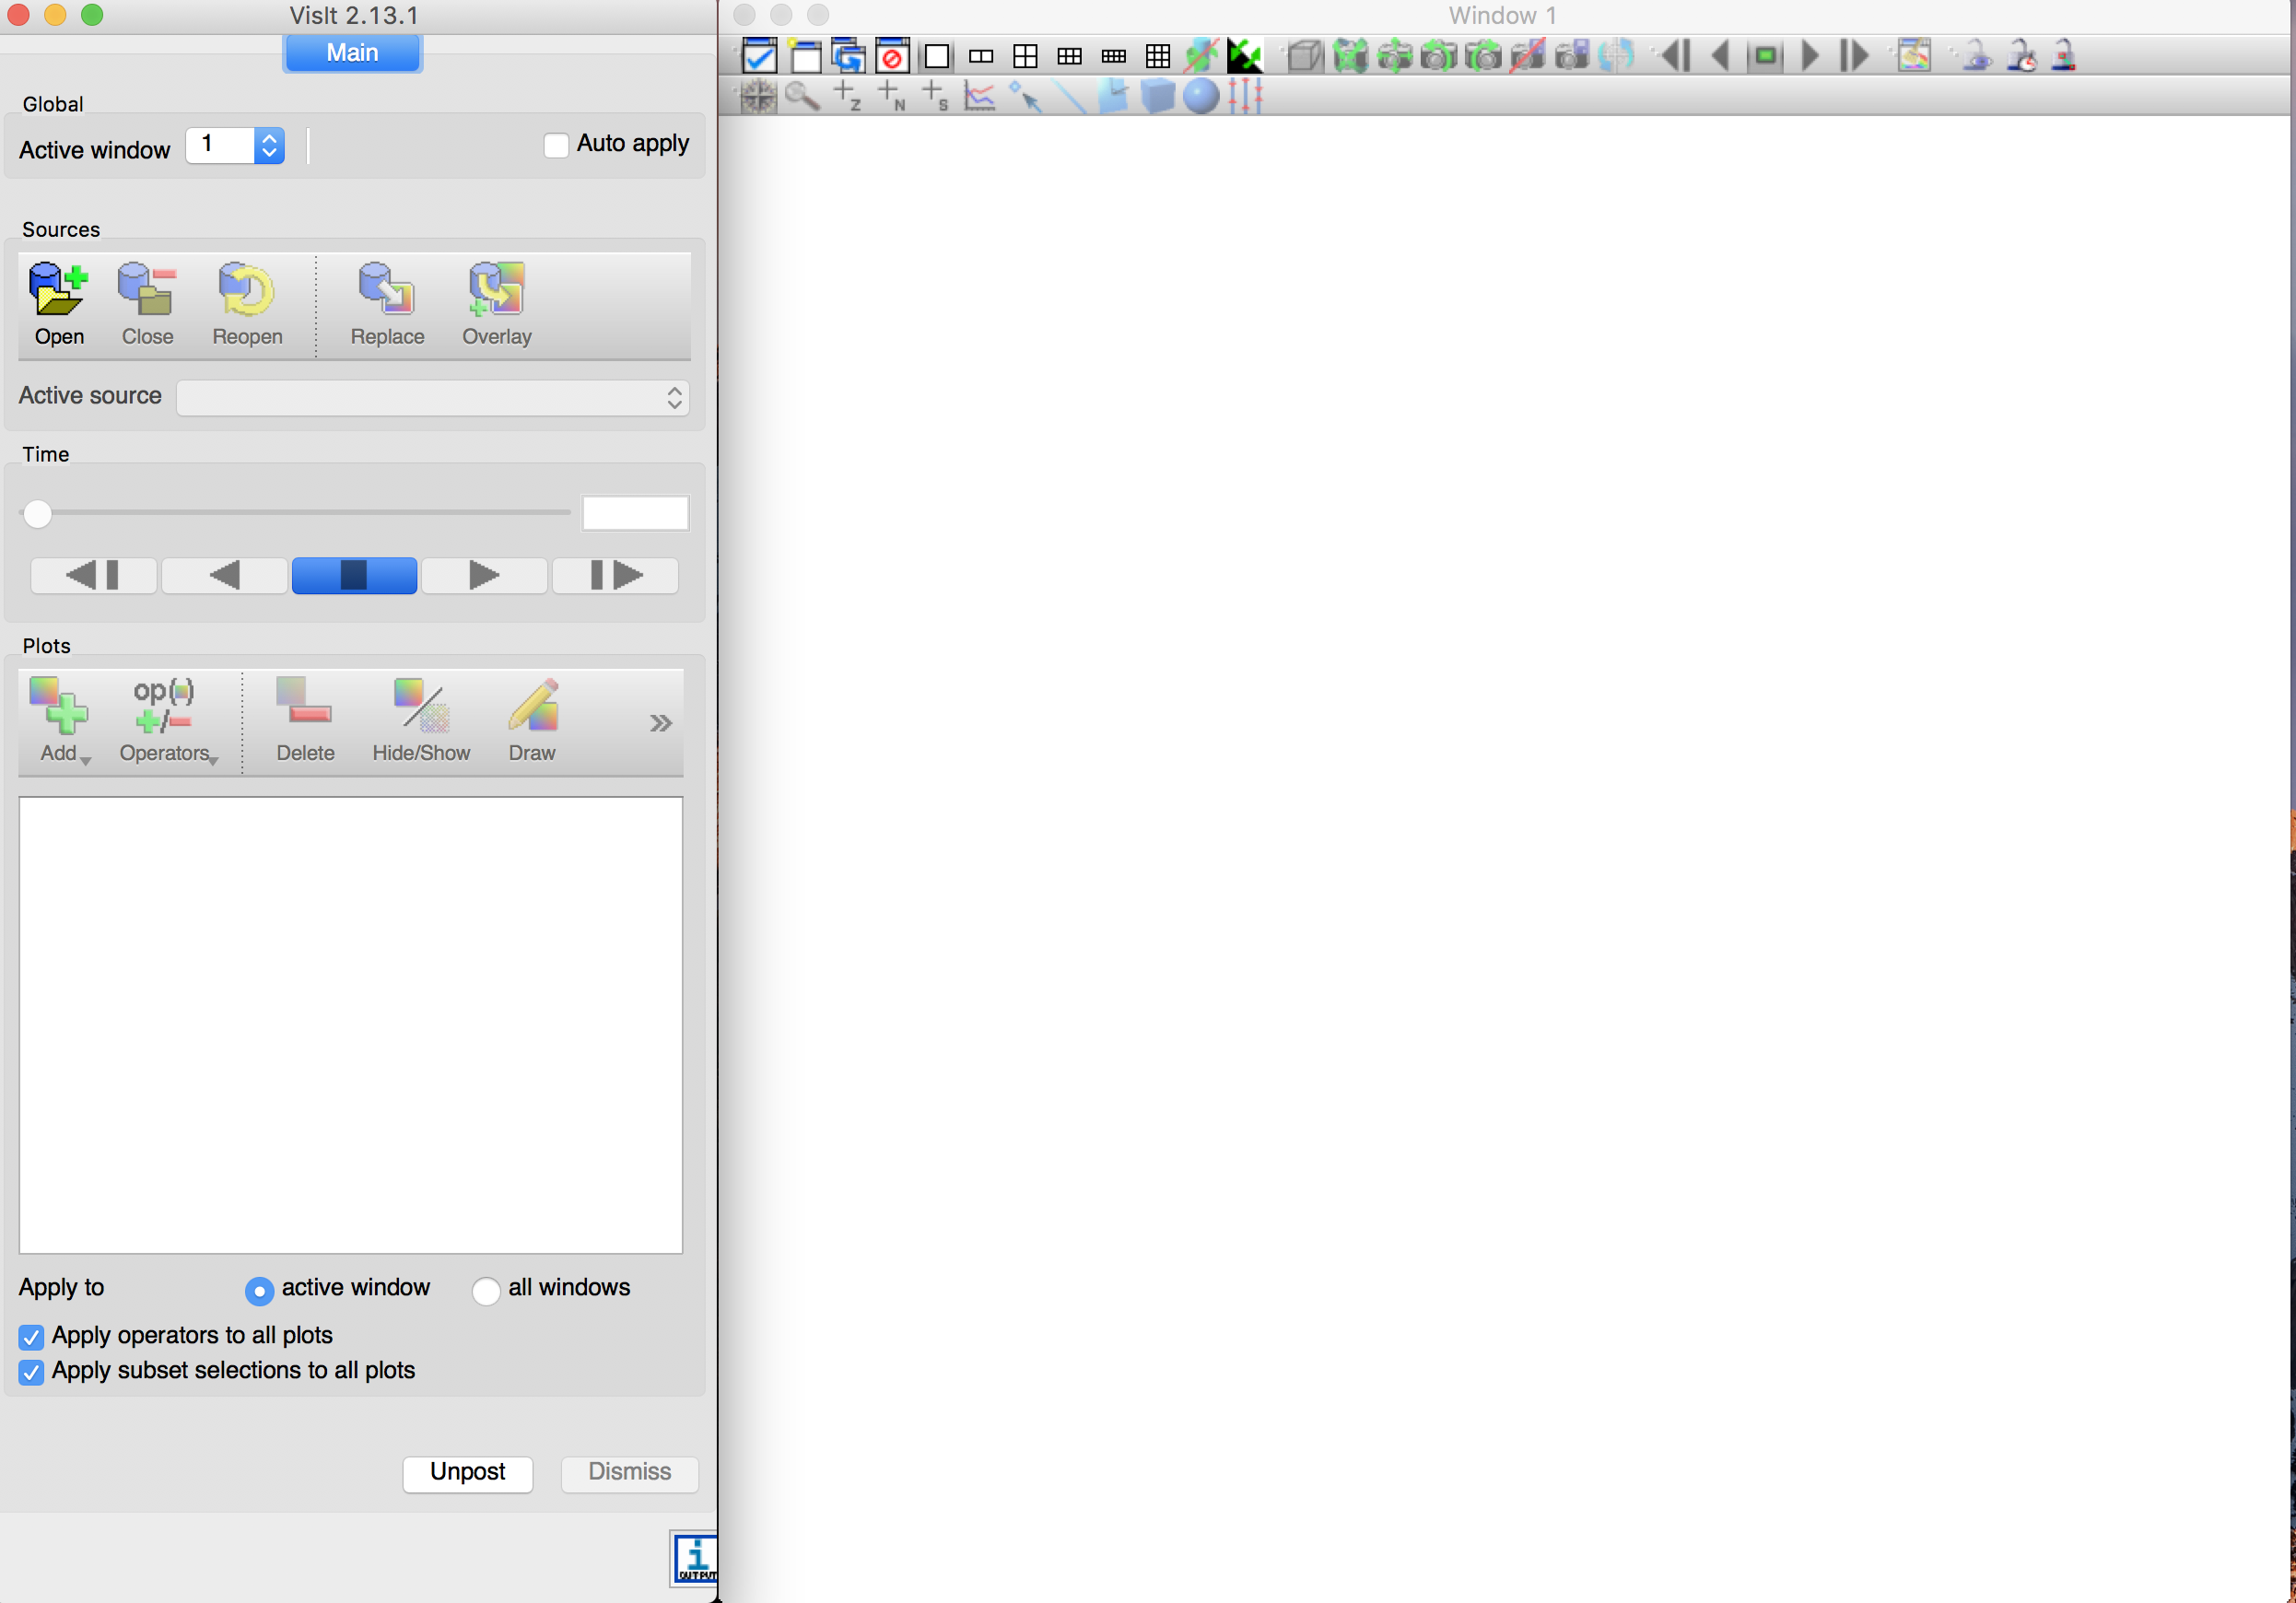 VisIt 2.13.1
Main
Global
Active window 1 Auto apply
Sources
Open Close Reopen Replace Overlay
Active source
Time
Plots
op()
+/-
Add Operators Delete Hide/Show Draw
»
Apply to active window all windows
Apply operators to all plots
Apply subset selections to all plots
Unpost Dismiss
i
OUTPUT
Window 1
+Z +N +S